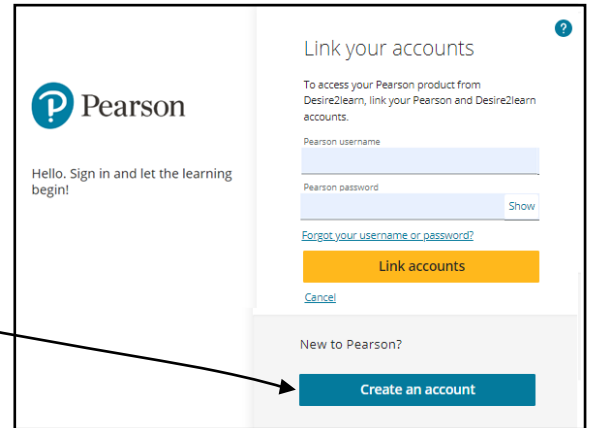 ?
Link your accounts
To access your Pearson product from
Desire2learn, link your Pearson and Desire2learn
accounts.
Pearson
Hello. Sign in and let the learning
begin!
Pearson username
Pearson password
Show
Forgot your username or password?
Link accounts
Cancel
New to Pearson?
Create an account